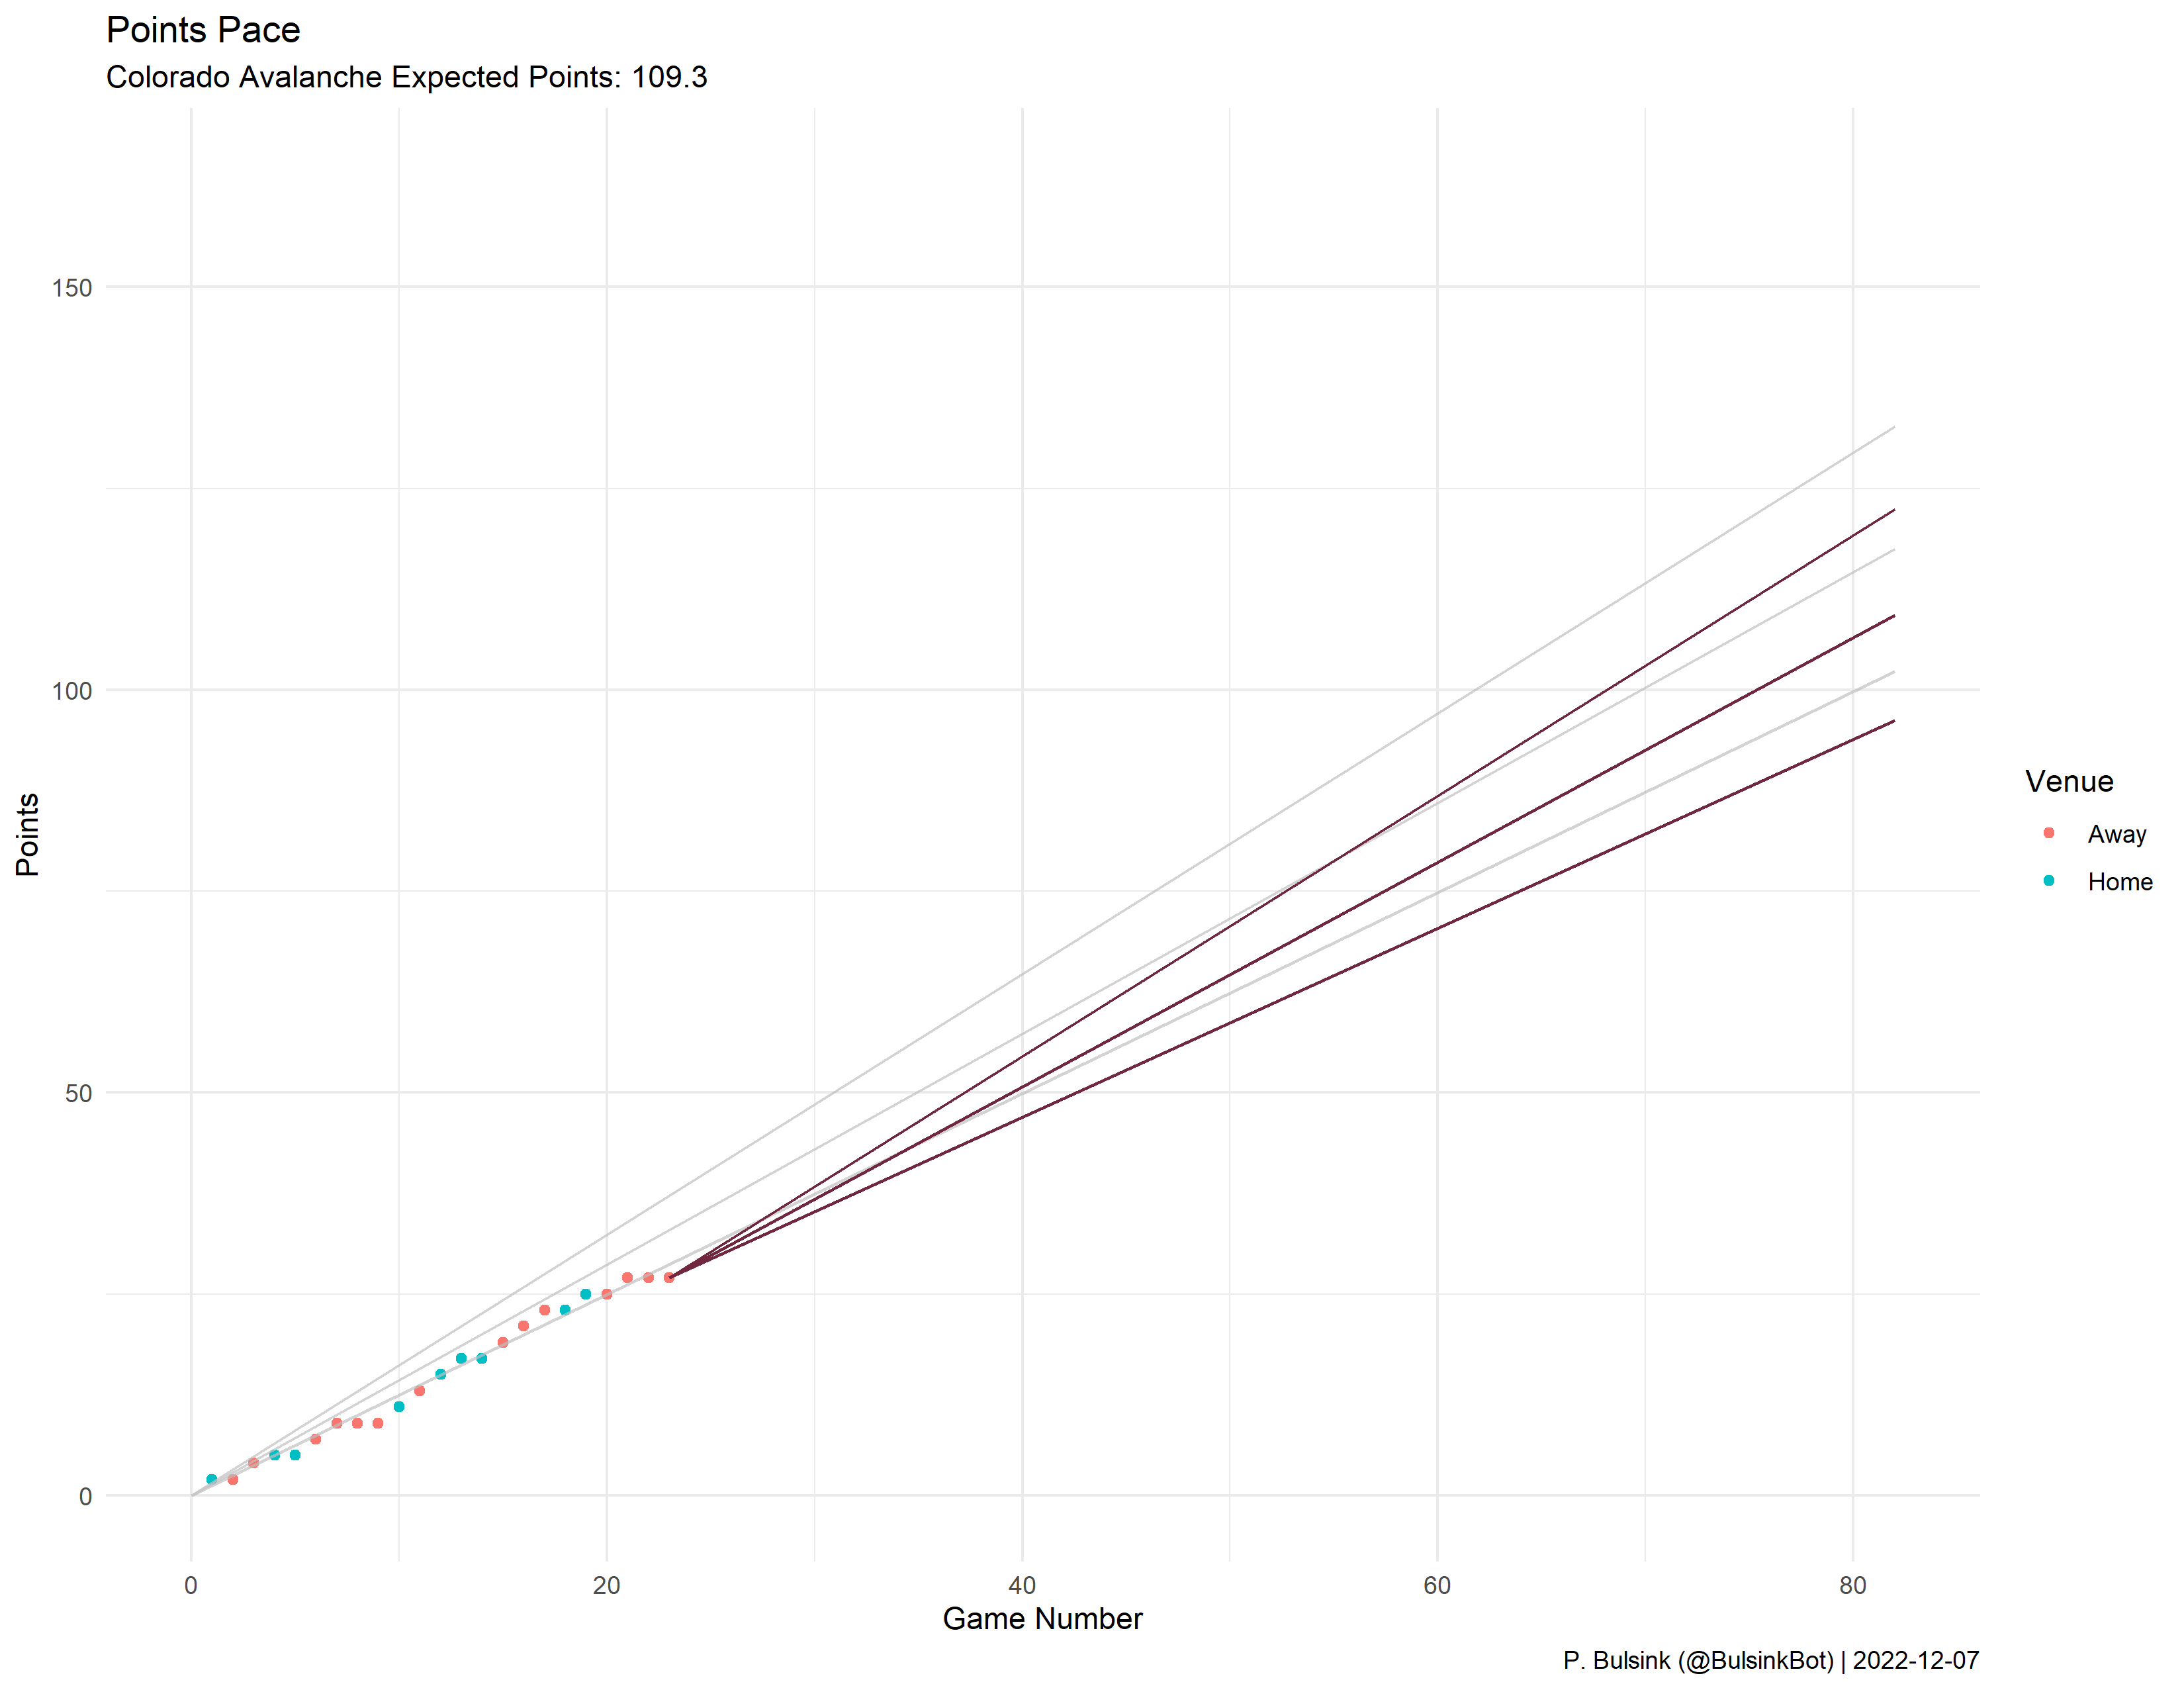 Points Pace
Colorado Avalanche Expected Points: 109.3
150
100
50
0
Points
0 20 40 60 80
Game Number
Venue
Away
Home
P. Bulsink (@BulsinkBot) | 2022-12-07